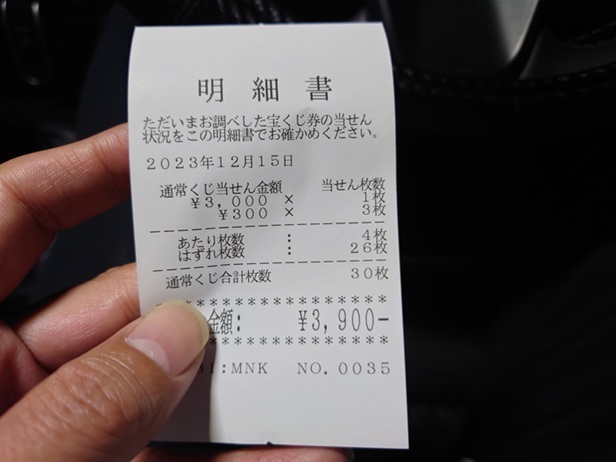 明細書
ただいまお調べした宝くじ券の当せん
状況をこの明細書でお確かめください。
2023年12月15日
通常くじ当せん金額 当せん枚数
¥3,000 × 1枚
¥300 × 3枚
あたり枚数 : 4枚
はずれ枚数 : 26枚
通常くじ合計枚数 30枚
****************
金額: ¥3,900-
****************
:MNK NO.0035